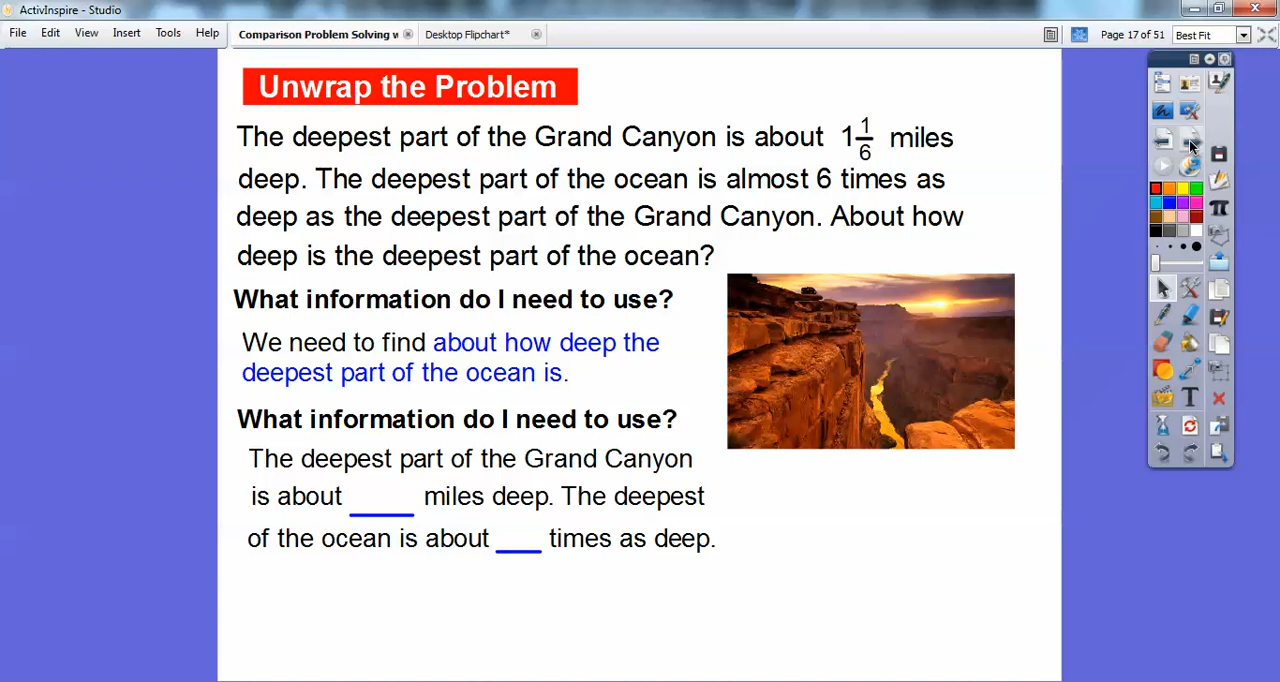 ActivInspire - Studio
File Edit View Insert Tools Help Comparison Problem Solving w Desktop Flipchart* Page 17 of 51 Best Fit
Unwrap the Problem
The deepest part of the Grand Canyon is about 1 1/6 miles
deep. The deepest part of the ocean is almost 6 times as
deep as the deepest part of the Grand Canyon. About how
deep is the deepest part of the ocean?
What information do I need to use?
We need to find about how deep the
deepest part of the ocean is.
What information do I need to use?
The deepest part of the Grand Canyon
is about ____ miles deep. The deepest
of the ocean is about ___ times as deep.